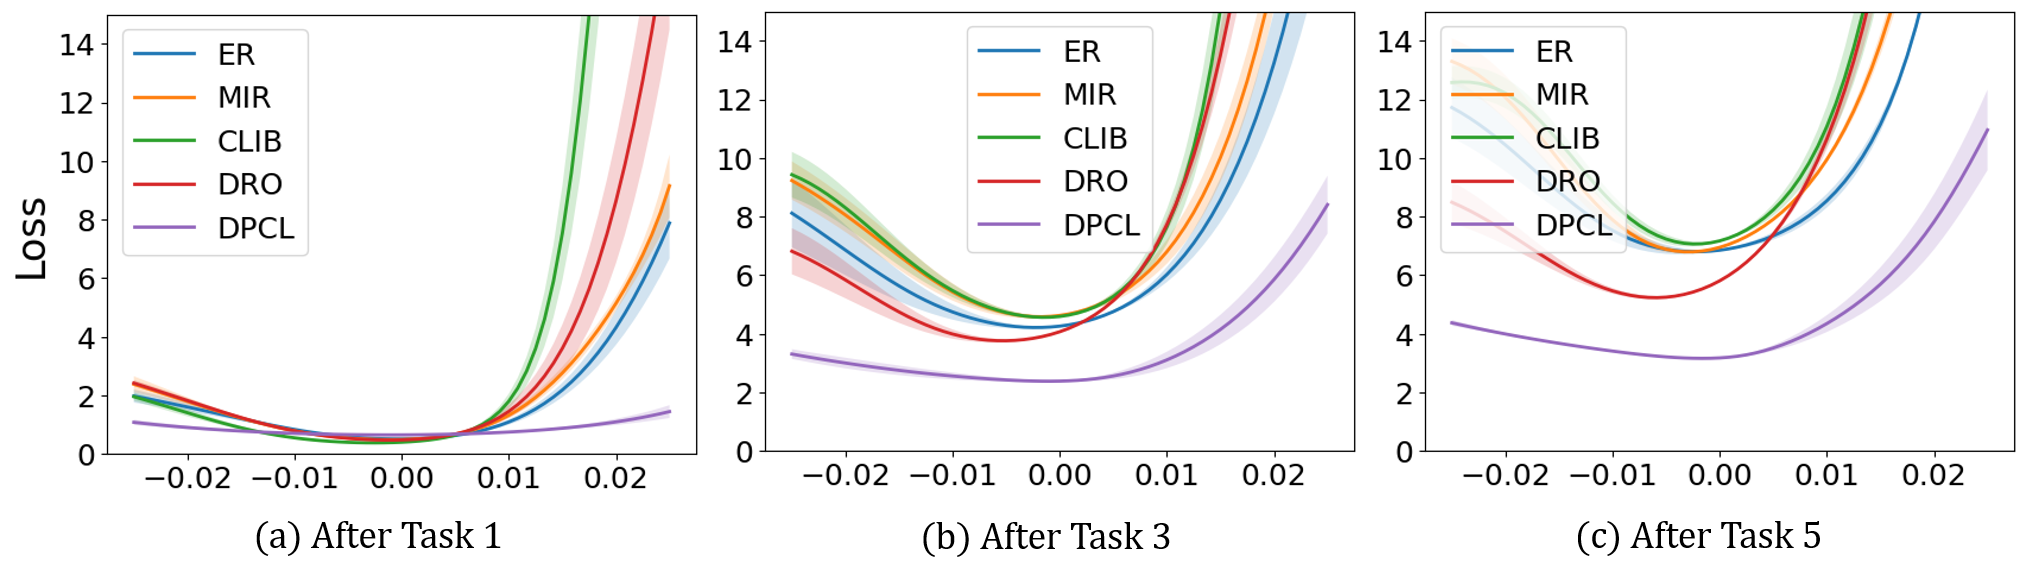 Loss
14
12
10
8
6
4
2
0
ER
MIR
CLIB
DRO
DPCL
−0.02 −0.01 0.00 0.01 0.02
(a) After Task 1
14
12
10
8
6
4
2
0
ER
MIR
CLIB
DRO
DPCL
−0.02 −0.01 0.00 0.01 0.02
(b) After Task 3
14
12
10
8
6
4
2
0
ER
MIR
CLIB
DRO
DPCL
−0.02 −0.01 0.00 0.01 0.02
(c) After Task 5